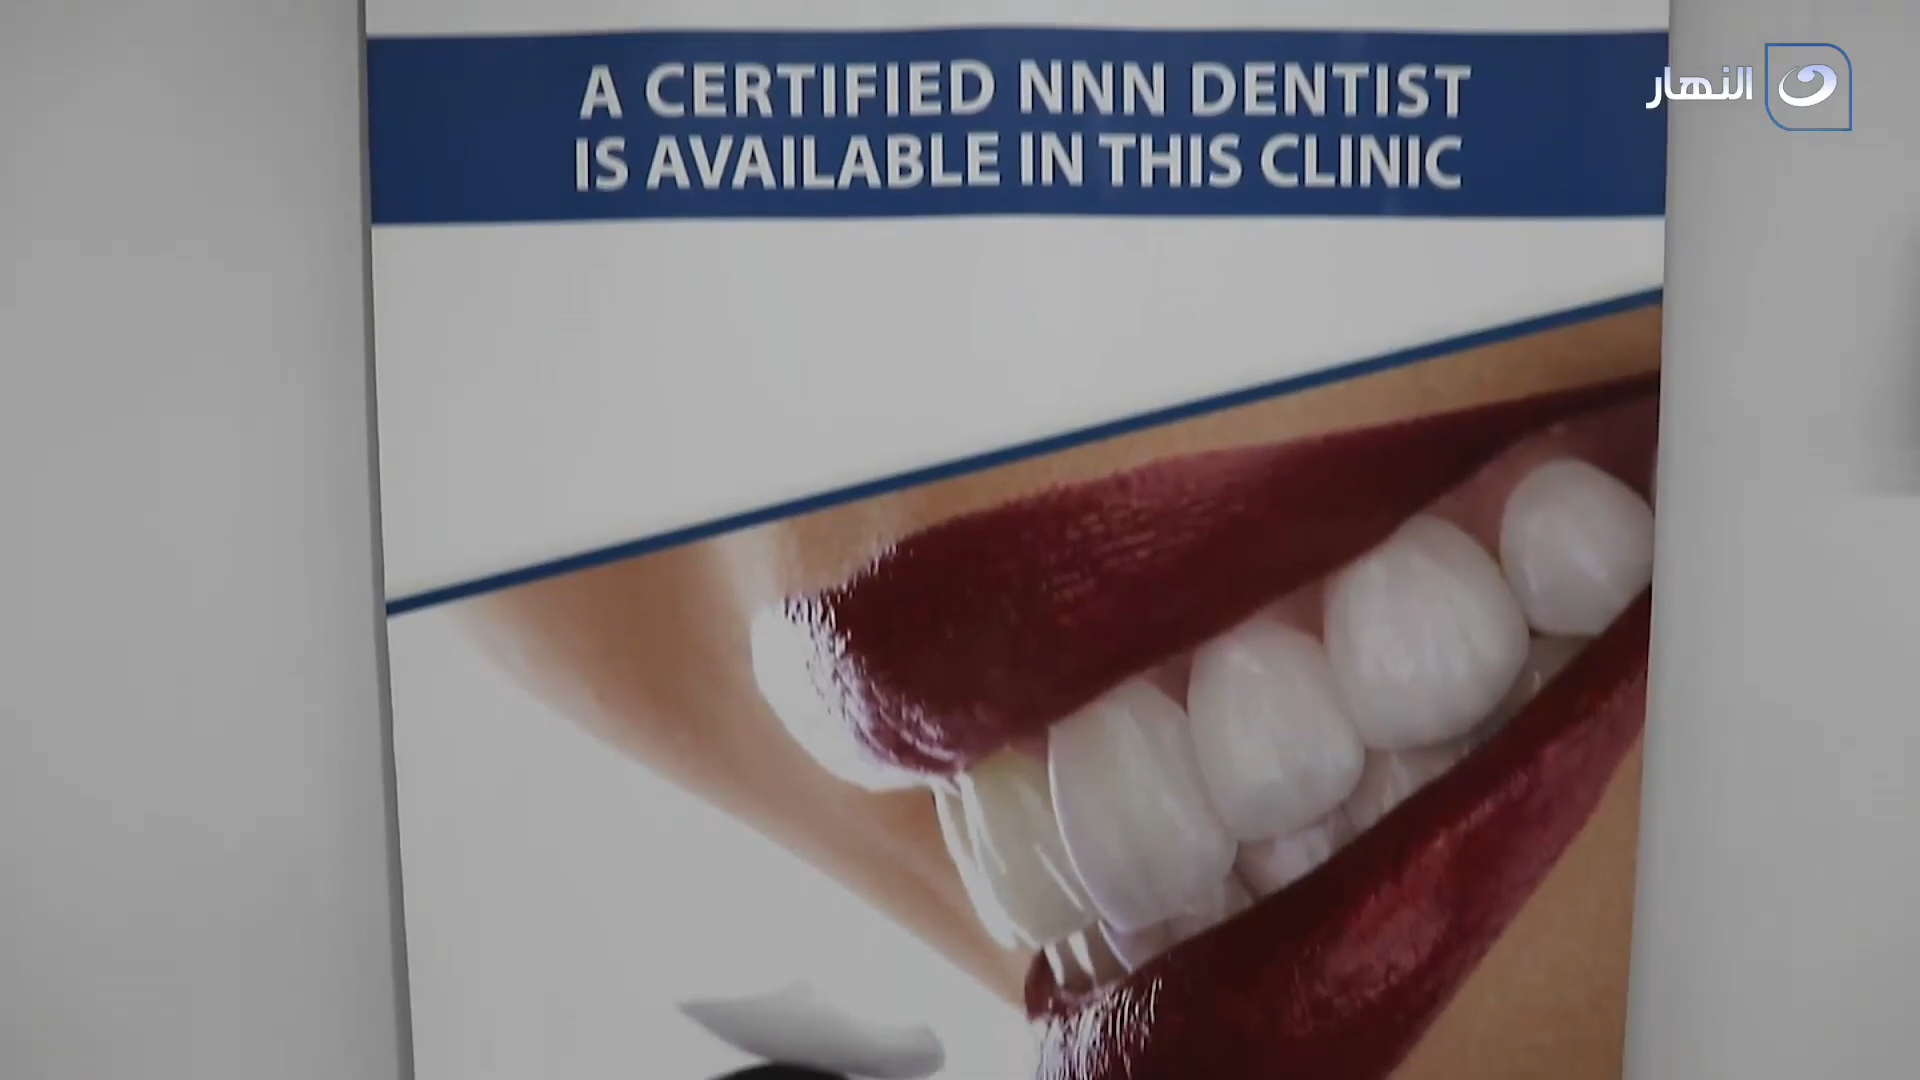 A CERTIFIED NNN DENTIST
IS AVAILABLE IN THIS CLINIC
النهار